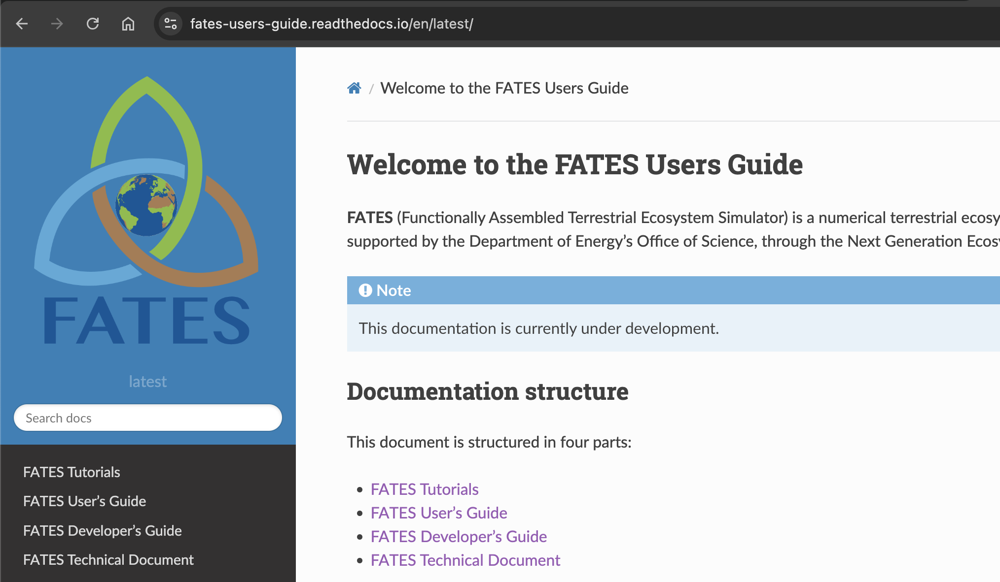 fates-users-guide.readthedocs.io/en/latest/
FATES
latest
Search docs
FATES Tutorials
FATES User’s Guide
FATES Developer’s Guide
FATES Technical Document
/ Welcome to the FATES Users Guide
Welcome to the FATES Users Guide
FATES (Functionally Assembled Terrestrial Ecosystem Simulator) is a numerical terrestrial ecosy
supported by the Department of Energy’s Office of Science, through the Next Generation Ecos
Note
This documentation is currently under development.
Documentation structure
This document is structured in four parts:
• FATES Tutorials
• FATES User’s Guide
• FATES Developer’s Guide
• FATES Technical Document